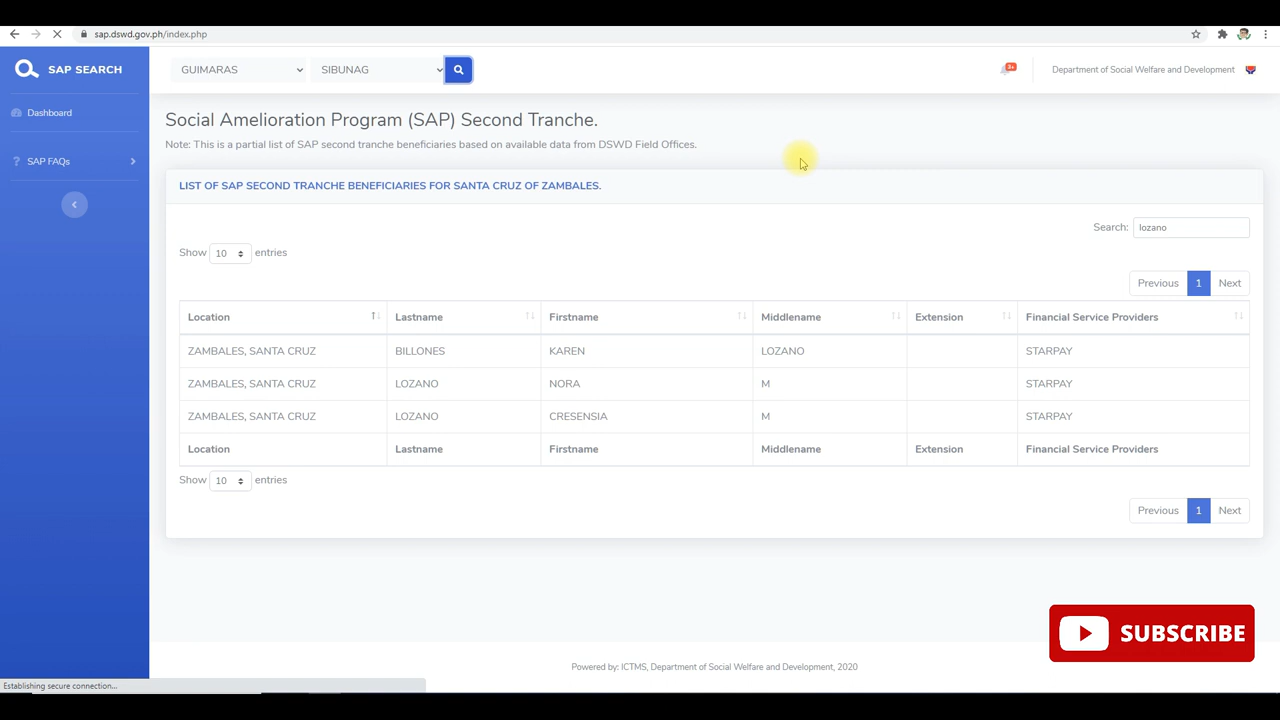 sap.dswd.gov.ph/index.php
SAP SEARCH
GUIMARAS SIBUNAG
3+
Department of Social Welfare and Development
Dashboard
SAP FAQs
Social Amelioration Program (SAP) Second Tranche.
Note: This is a partial list of SAP second tranche beneficiaries based on available data from DSWD Field Offices.
LIST OF SAP SECOND TRANCHE BENEFICIARIES FOR SANTA CRUZ OF ZAMBALES.
Search: lozano
Show 10 entries
Previous 1 Next
Location Lastname Firstname Middlename Extension Financial Service Providers
ZAMBALES, SANTA CRUZ BILLONES KAREN LOZANO STARPAY
ZAMBALES, SANTA CRUZ LOZANO NORA M STARPAY
ZAMBALES, SANTA CRUZ LOZANO CRESENSIA M STARPAY
Location Lastname Firstname Middlename Extension Financial Service Providers
Show 10 entries
Previous 1 Next
SUBSCRIBE
Powered by: ICTMS, Department of Social Welfare and Development, 2020
Establishing secure connection...